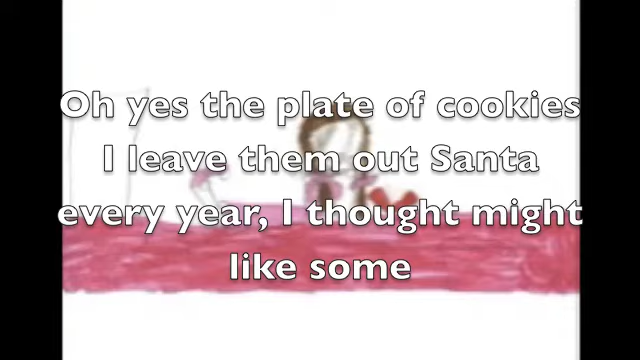 Oh yes the plate of cookies
I leave them out Santa
every year, I thought might
like some